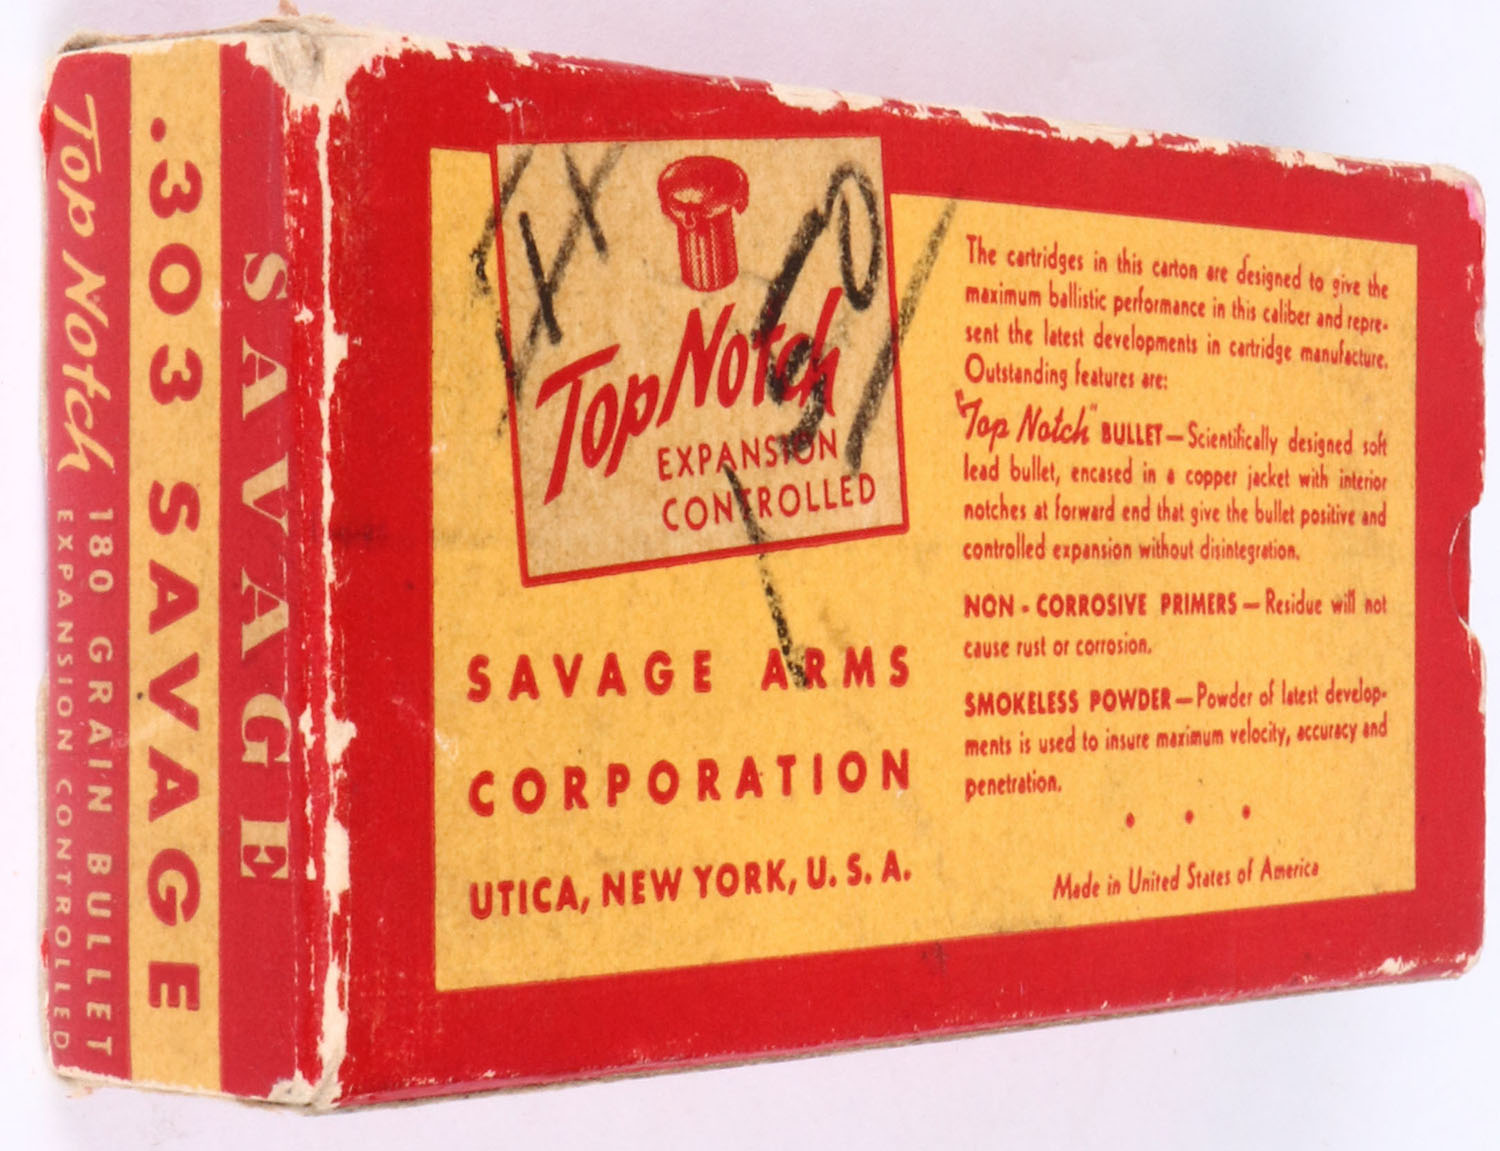 SAVAGE
.303 SAVAGE
Top Notch 180 GRAIN BULLET
EXPANSION CONTROLLED
Top Notch
EXPANSION
CONTROLLED
SAVAGE ARMS
CORPORATION
UTICA, NEW YORK, U. S. A.
The cartridges in this carton are designed to give the
maximum ballistic performance in this caliber and repre-
sent the latest developments in cartridge manufacture.
Outstanding features are:
"Top Notch" BULLET—Scientifically designed soft
lead bullet, encased in a copper jacket with interior
notches at forward end that give the bullet positive and
controlled expansion without disintegration.
NON-CORROSIVE PRIMERS—Residue will not
cause rust or corrosion.
SMOKELESS POWDER—Powder of latest develop-
ments is used to insure maximum velocity, accuracy and
penetration.
Made in United States of America